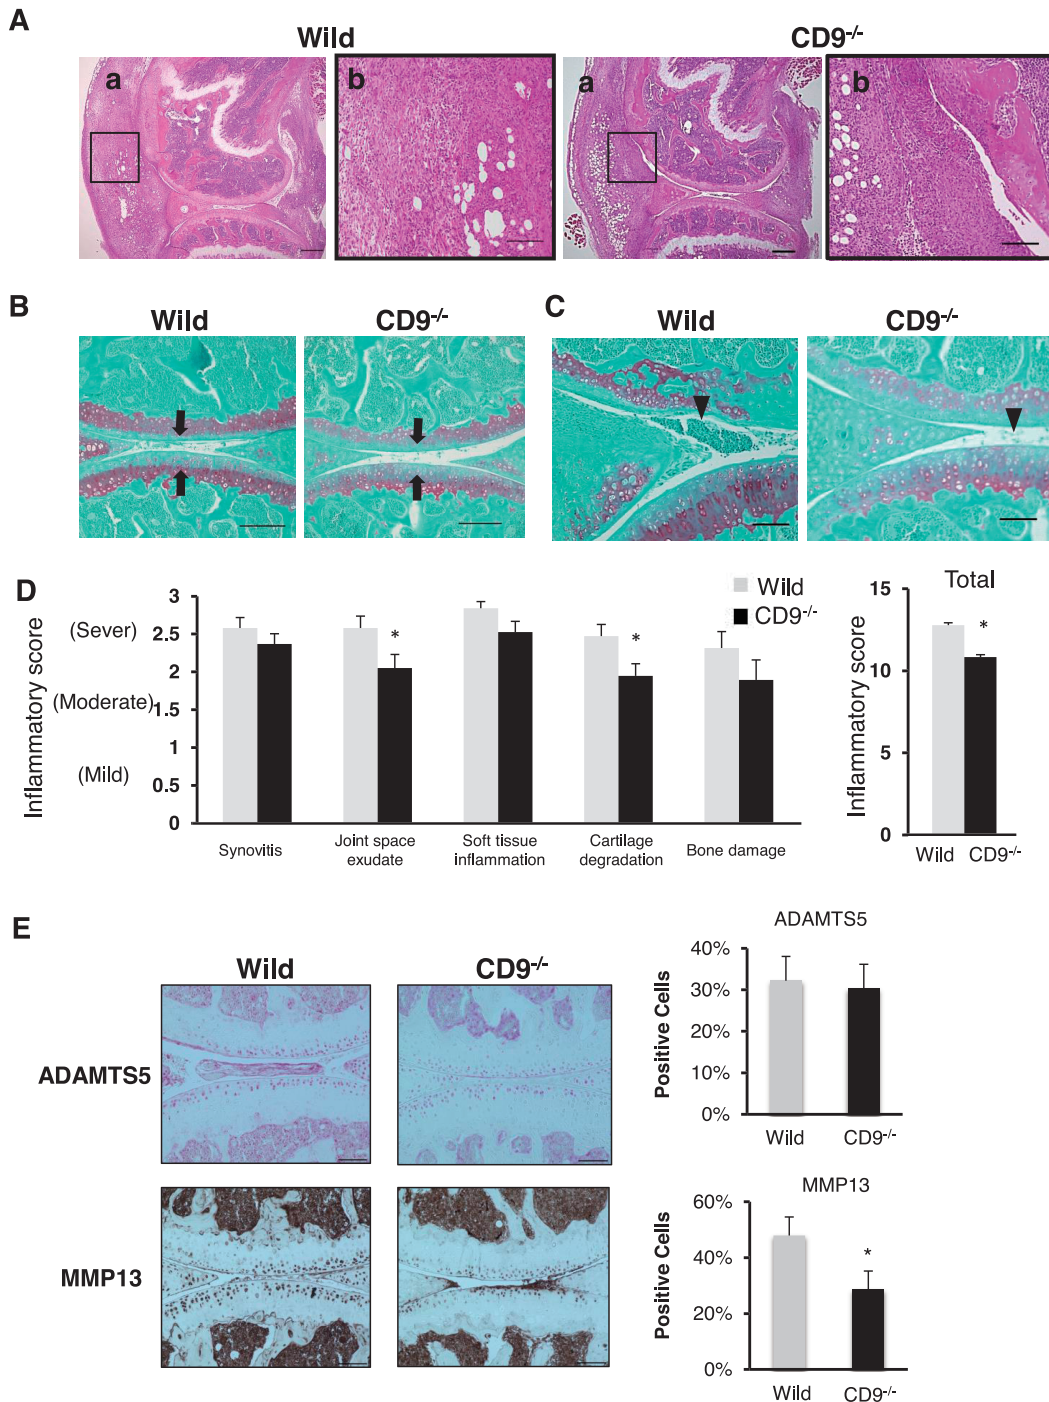 A
Wild
CD9-/-
a
b
a
b
B
Wild
CD9-/-
C
Wild
CD9-/-
D
Inflammatory score
(Sever)
(Moderate)
(Mild)
3
2.5
2
1.5
1
0.5
0
Wild
CD9-/-
*
*
Synovitis
Joint space
exudate
Soft tissue
inflammation
Cartilage
degradation
Bone damage
Total
Inflammatory score
15
10
5
0
*
Wild
CD9-/-
E
Wild
CD9-/-
ADAMTS5
MMP13
ADAMTS5
Positive Cells
40%
30%
20%
10%
0%
Wild
CD9-/-
MMP13
Positive Cells
60%
40%
20%
0%
*
Wild
CD9-/-